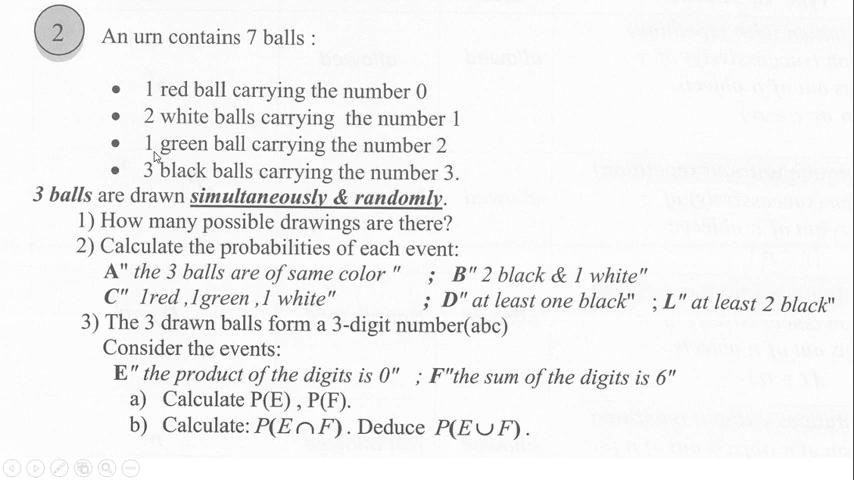 2
An urn contains 7 balls :
• 1 red ball carrying the number 0
• 2 white balls carrying the number 1
• 1 green ball carrying the number 2
• 3 black balls carrying the number 3.
3 balls are drawn simultaneously & randomly.
1) How many possible drawings are there?
2) Calculate the probabilities of each event:
A" the 3 balls are of same color " ; B" 2 black & 1 white"
C" 1red ,1green ,1 white" ; D" at least one black" ; L" at least 2 black"
3) The 3 drawn balls form a 3-digit number(abc)
Consider the events:
E" the product of the digits is 0" ; F"the sum of the digits is 6"
a) Calculate P(E) , P(F).
b) Calculate: P(E∩F). Deduce P(E∪F).